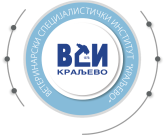 ВЕТЕРИНАРСКИ СПЕЦИЈАЛИСТИЧКИ ИНСТИТУТ "КРАЉЕВО"
ВСИ
КРАЉЕВО